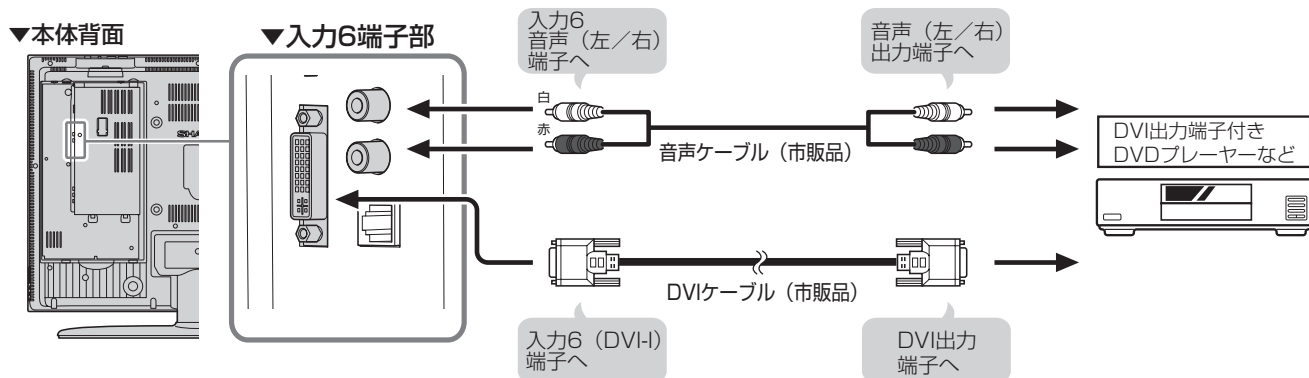 ▼本体背面
SHA
▼入力6端子部
入力6
音声（左／右）
端子へ
音声（左／右）
出力端子へ
白
赤
音声ケーブル（市販品）
DVI出力端子付き
DVDプレーヤーなど
DVIケーブル（市販品）
入力6（DVI-I）
端子へ
DVI出力
端子へ